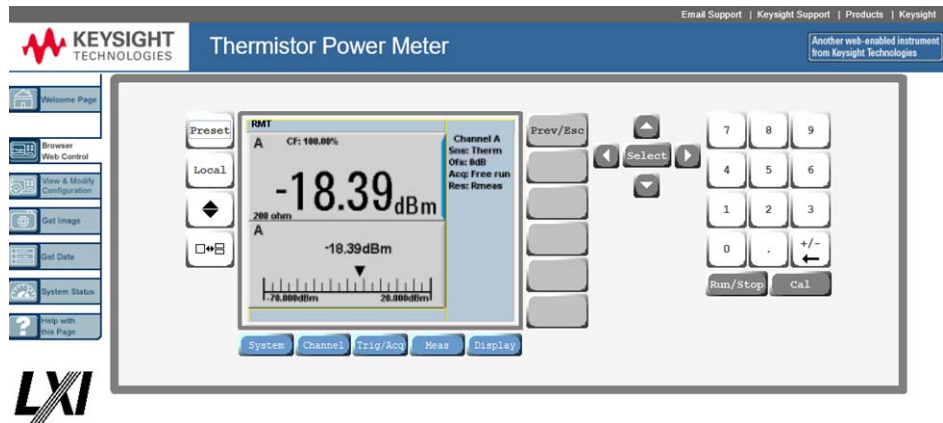 Email Support | Keysight Support | Products | Keysight
KEYSIGHT
TECHNOLOGIES
Thermistor Power Meter
Another web-enabled instrument
from Keysight Technologies
Welcome Page
Browser
Web Control
View & Modify
Configuration
Get Image
Get Data
System Status
? Help with
this Page
LXI
Preset
Local
RMT
A CF: 100.00%
-18.39dBm
200 ohm
A
-18.39dBm
-70.000dBm 20.000dBm
Channel A
Sns: Therm
Ofs: 0dB
Acq: Free run
Res: Rmeas
System Channel Trig/Acq Meas Display
Prev/Esc
Select
7 8 9
4 5 6
1 2 3
0 . +/-
Run/Stop Cal